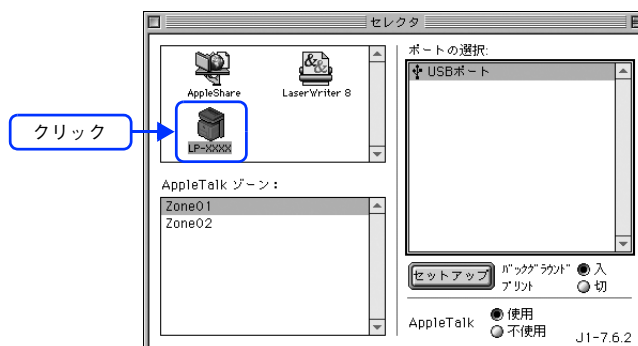 セレクタ
クリック
AppleShare
LaserWriter 8
LP-XXXX
AppleTalk ゾーン：
Zone01
Zone02
ポートの選択:
USBポート
セットアップ
バックグラウンド
プリント
入
切
AppleTalk
使用
不使用
J1-7.6.2